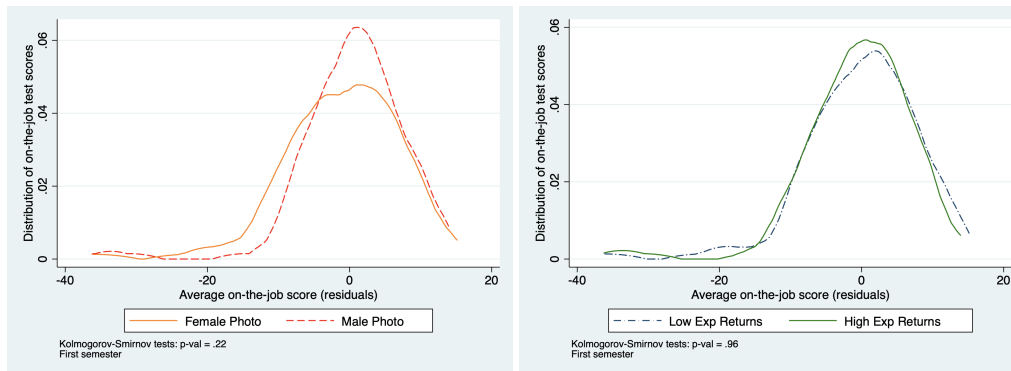 Distribution of on-the-job test scores
.06
.04
.02
0
-40
-20
0
20
Average on-the-job score (residuals)
Female Photo
Male Photo
Kolmogorov-Smirnov tests: p-val = .22
First semester
Distribution of on-the-job test scores
.06
.04
.02
0
-40
-20
0
20
Average on-the-job score (residuals)
Low Exp Returns
High Exp Returns
Kolmogorov-Smirnov tests: p-val = .96
First semester